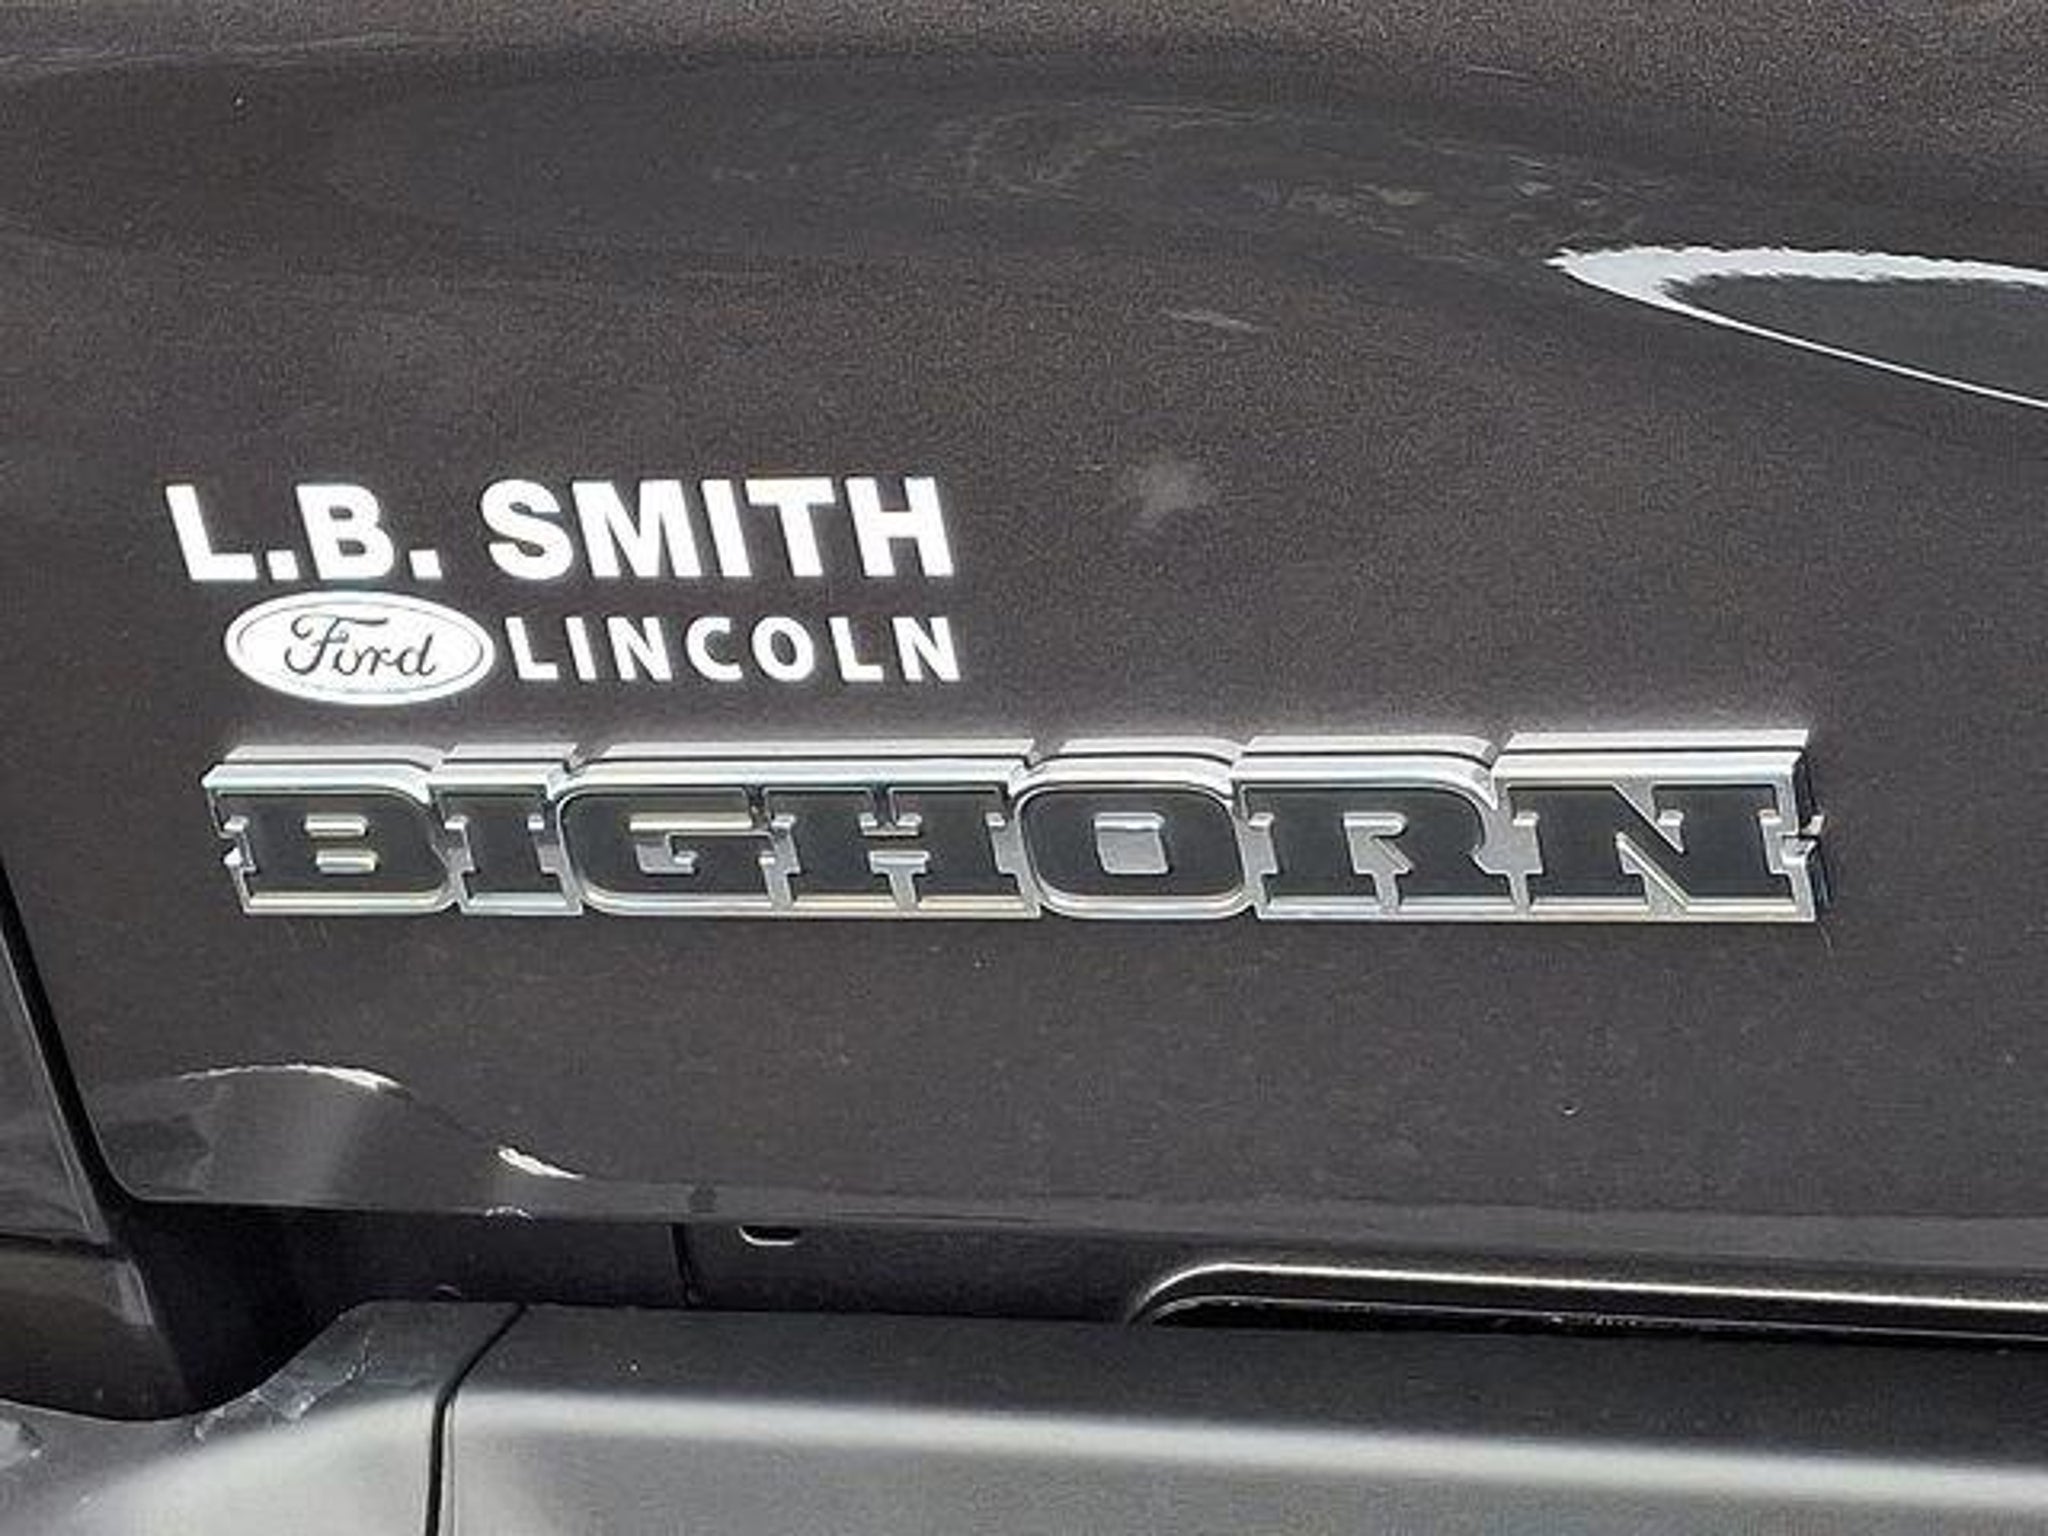 L.B. SMITH
Ford LINCOLN
BIGHORN